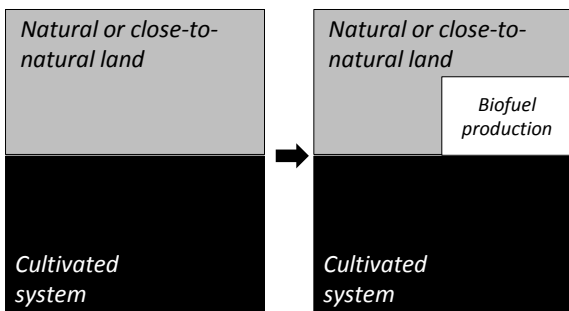 Natural or close-to-
natural land
Cultivated
system
Natural or close-to-
natural land
Biofuel
production
Cultivated
system